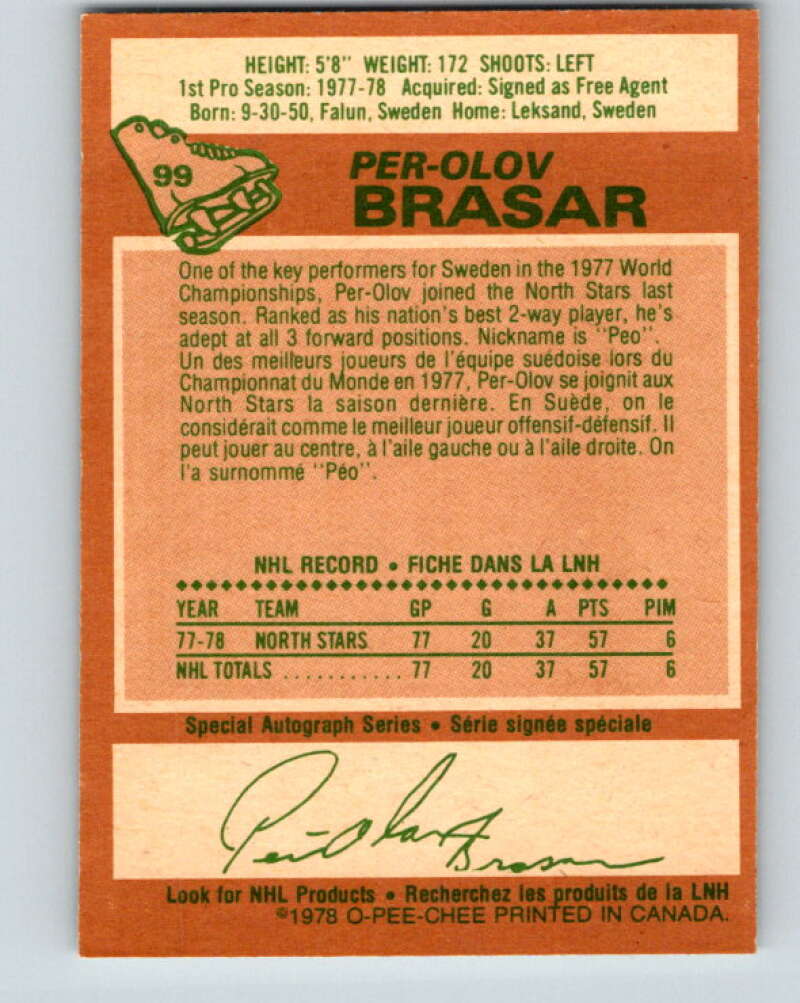 HEIGHT: 5'8" WEIGHT: 172 SHOOTS: LEFT
1st Pro Season: 1977-78 Acquired: Signed as Free Agent
Born: 9-30-50, Falun, Sweden Home: Leksand, Sweden
99
PER-OLOV
BRASAR
One of the key performers for Sweden in the 1977 World
Championships, Per-Olov joined the North Stars last
season. Ranked as his nation's best 2-way player, he's
adept at all 3 forward positions. Nickname is "Peo".
Un des meilleurs joueurs de l'équipe suédoise lors du
Championnat du Monde en 1977, Per-Olov se joignit aux
North Stars la saison dernière. En Suède, on le
considérait comme le meilleur joueur offensif-défensif. Il
peut jouer au centre, à l'aile gauche ou à l'aile droite. On
l'a surnommé "Péo".
NHL RECORD • FICHE DANS LA LNH
YEAR TEAM GP G A PTS PIM
77-78 NORTH STARS 77 20 37 57 6
NHL TOTALS ........... 77 20 37 57 6
Special Autograph Series • Série signée spéciale
Per-Olov Brasar
Look for NHL Products • Recherchez les produits de la LNH
©1978 O-PEE-CHEE PRINTED IN CANADA.